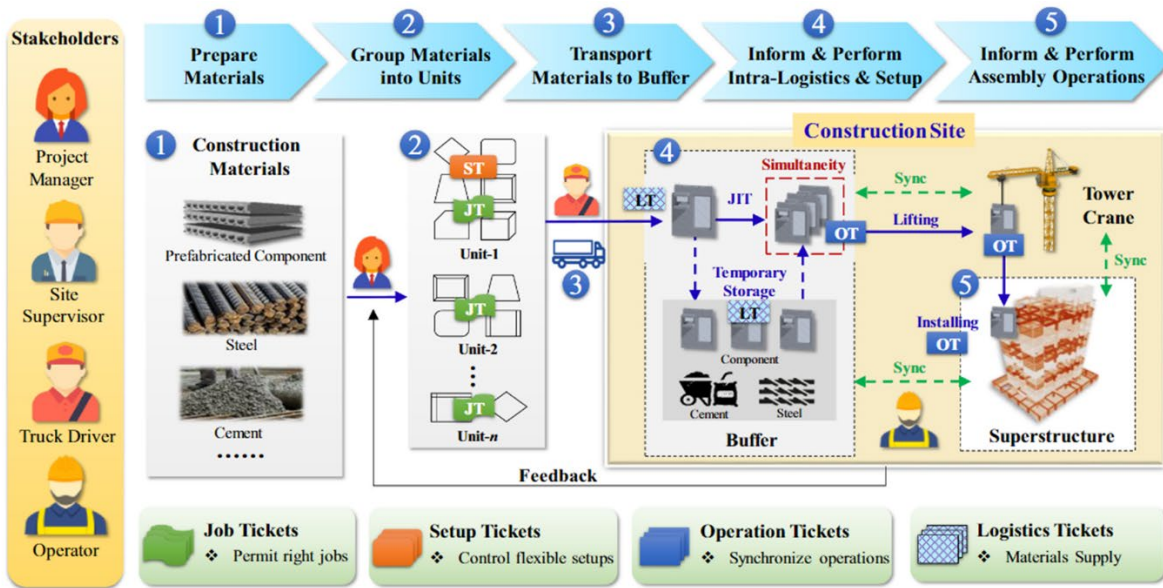 Stakeholders
Project
Manager
Site
Supervisor
Truck Driver
Operator
1
Prepare
Materials
2
Group Materials
into Units
3
Transport
Materials to Buffer
4
Inform & Perform
Intra-Logistics & Setup
5
Inform & Perform
Assembly Operations
1
Construction
Materials
Prefabricated Component
Steel
Cement
......
2
ST
JT
Unit-1
JT
Unit-2
JT
Unit-n
3
Construction Site
4
Simultaneity
LT
JIT
OT
Lifting
Sync
Temporary
Storage
LT
Component
Cement
Steel
Buffer
Tower
Crane
OT
Sync
5
Installing
OT
Sync
Superstructure
Feedback
Job Tickets
❖ Permit right jobs
Setup Tickets
❖ Control flexible setups
Operation Tickets
❖ Synchronize operations
Logistics Tickets
❖ Materials Supply